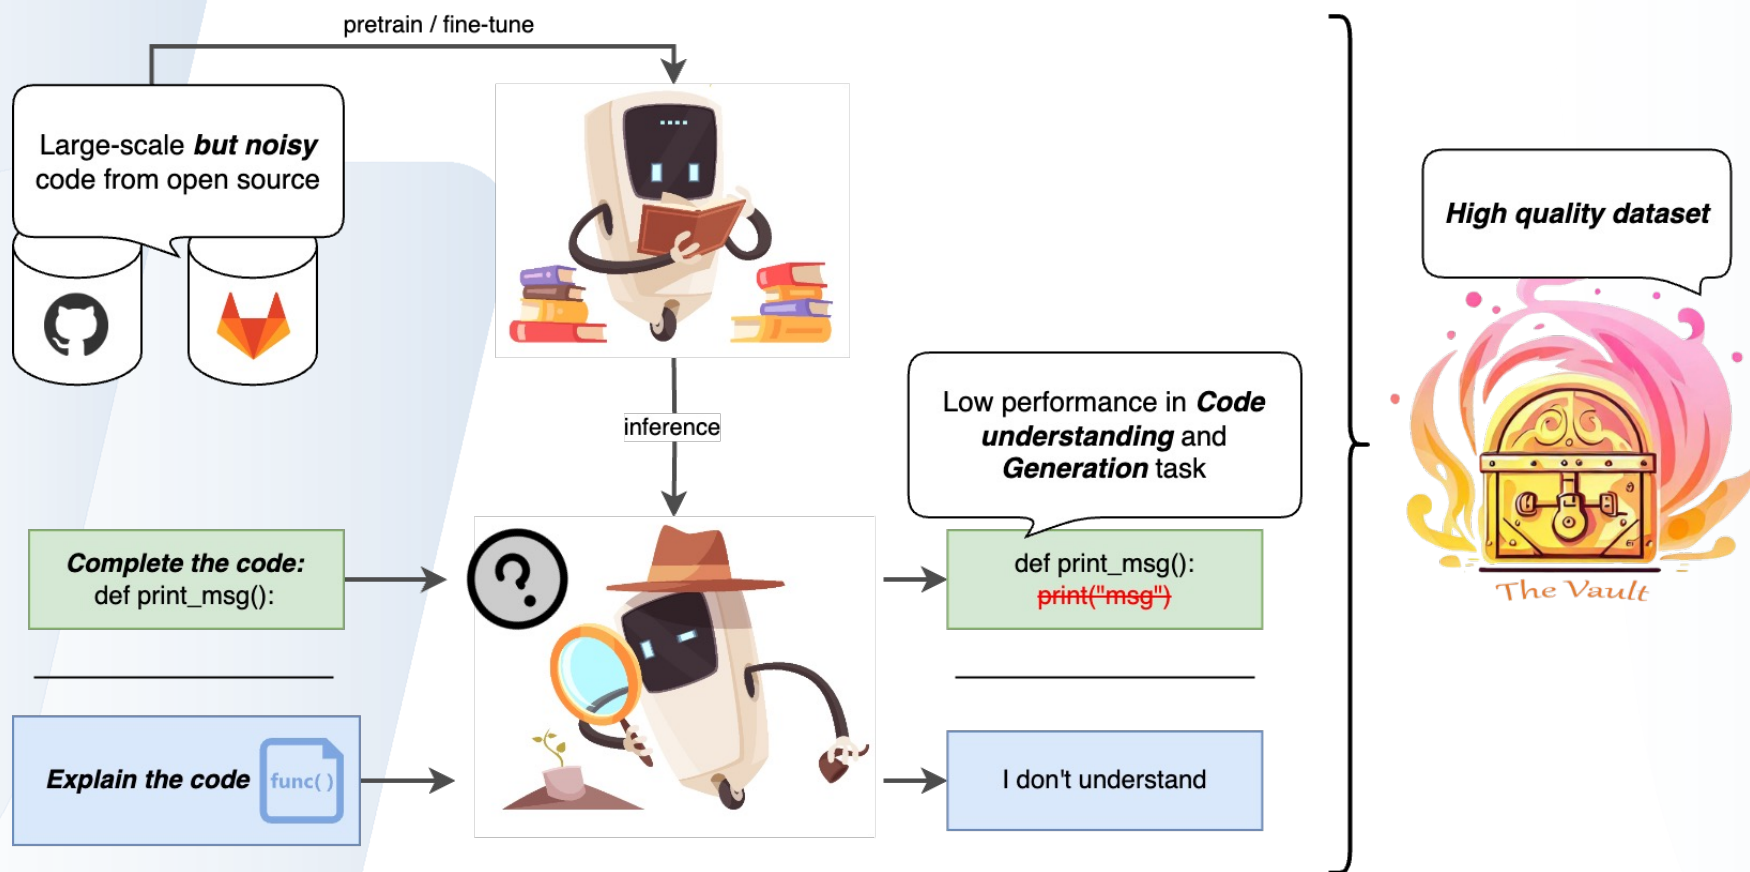 pretrain / fine-tune
Large-scale but noisy
code from open source
High quality dataset
inference
Low performance in Code
understanding and
Generation task
Complete the code:
def print_msg():
def print_msg():
print("msg")
The Vault
Explain the code
func( )
I don't understand